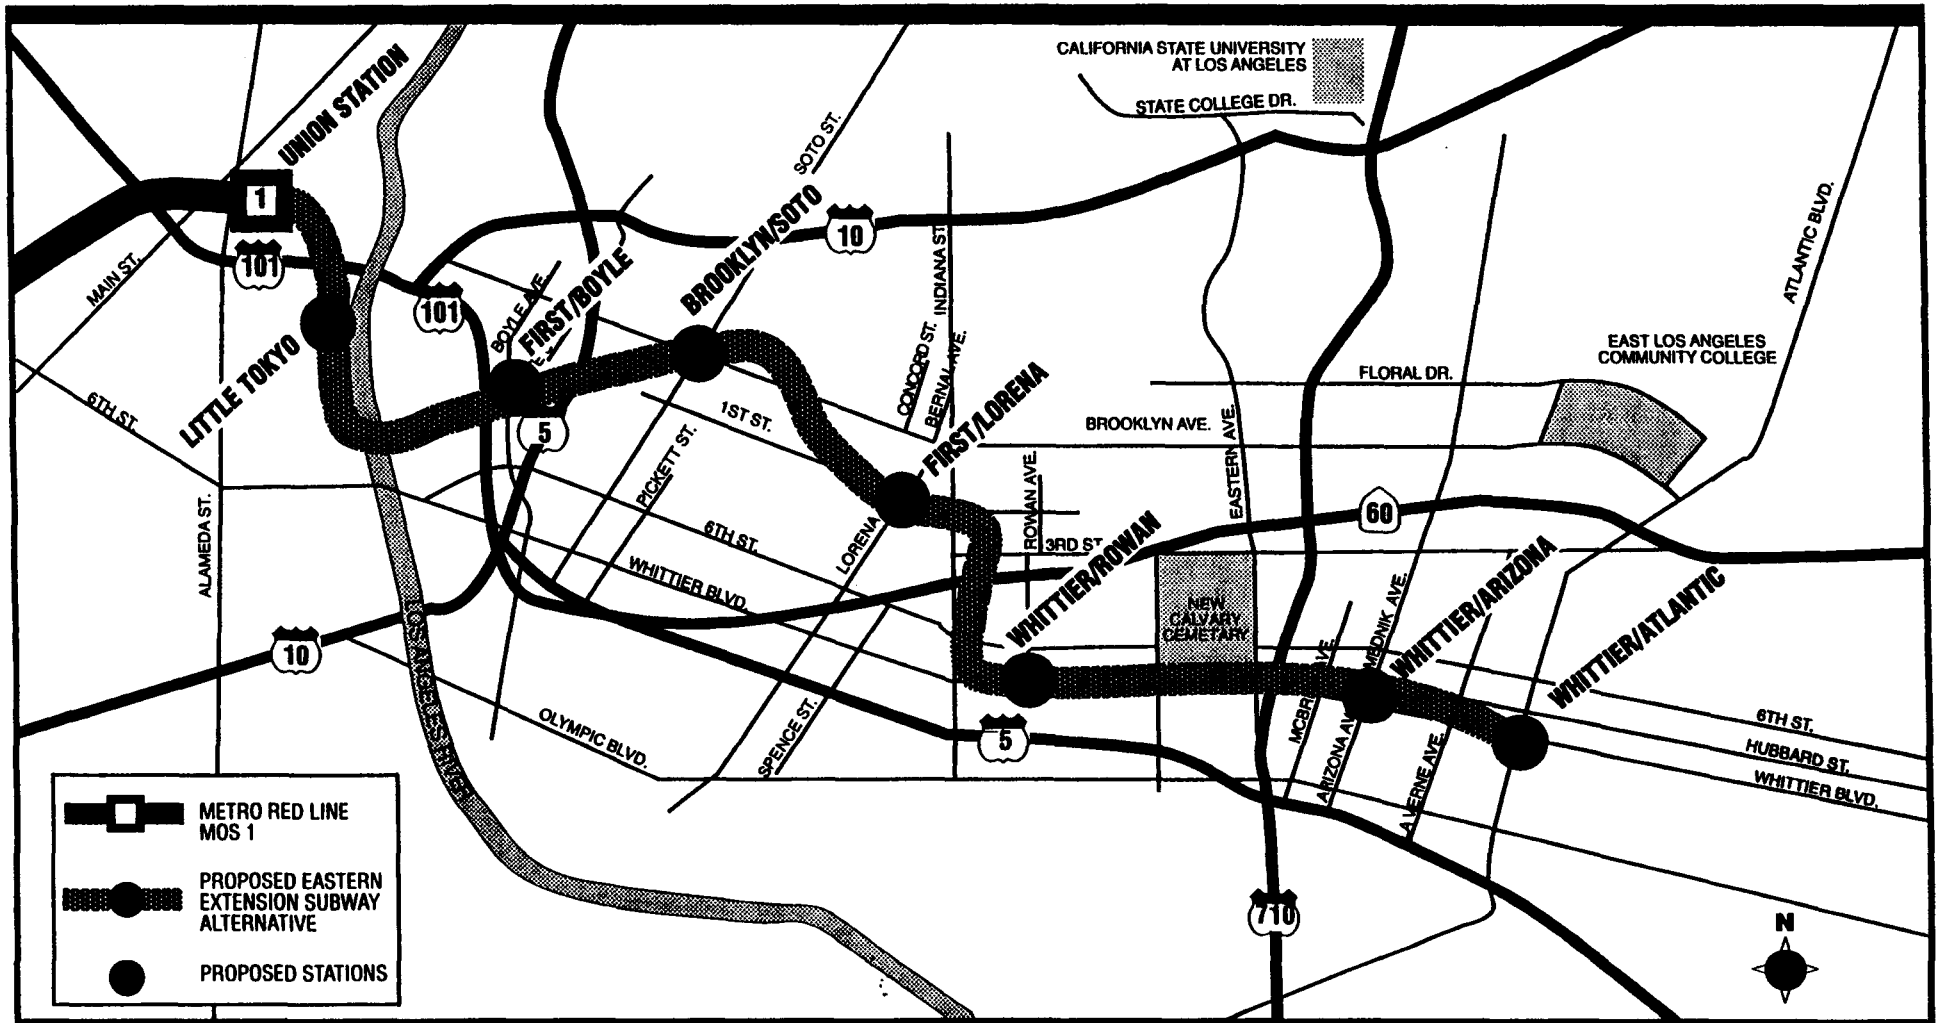 CALIFORNIA STATE UNIVERSITY
AT LOS ANGELES
STATE COLLEGE DR.
UNION STATION
1
SOTO ST.
BROOKLYN/SOTO
10
INDIANA ST.
ATLANTIC BLVD.
MAIN ST.
101
101
BOYLE AVE.
FIRST/BOYLE
LITTLE TOKYO
CONCORD ST.
BERNAL AVE.
FIRST/LORENA
EAST LOS ANGELES
COMMUNITY COLLEGE
FLORAL DR.
BROOKLYN AVE.
EASTERN AVE.
6TH ST.
1ST ST.
5
PICKETT ST.
ROWAN AVE.
60
ALAMEDA ST.
6TH ST.
LORENA
3RD ST.
WHITTIER/ROWAN
WHITTIER BLVD.
NEW
CALVARY
CEMETARY
MEDNIK AVE.
WHITTIER/ARIZONA
WHITTIER/ATLANTIC
10
LOS ANGELES RIVER
OLYMPIC BLVD.
SPENCE ST.
5
MCBR AVE.
ARIZONA AV
A VERNE AVE.
6TH ST.
HUBBARD ST.
WHITTIER BLVD.
710
N
METRO RED LINE
MOS 1
PROPOSED EASTERN
EXTENSION SUBWAY
ALTERNATIVE
PROPOSED STATIONS